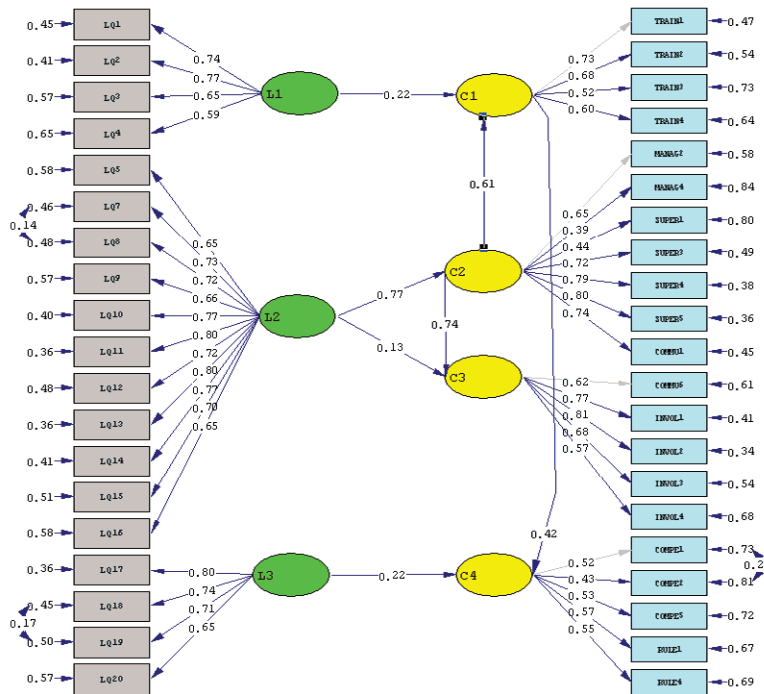 0.45 LQ1
0.41 LQ2
0.57 LQ3
0.65 LQ4
0.58 LQ5
0.46 LQ7
0.14
0.48 LQ8
0.57 LQ9
0.40 LQ10
0.36 LQ11
0.48 LQ12
0.36 LQ13
0.41 LQ14
0.51 LQ15
0.58 LQ16
0.36 LQ17
0.45 LQ18
0.17
0.50 LQ19
0.57 LQ20
0.74
0.77
0.65
0.59
0.65
0.73
0.72
0.66
0.77
0.80
0.72
0.80
0.77
0.70
0.65
0.80
0.74
0.71
0.65
L1
L2
L3
0.22
0.77
0.13
0.22
C1
0.61
C2
0.74
C3
C4
0.42
0.73
0.68
0.52
0.60
0.65
0.39
0.44
0.72
0.79
0.80
0.74
0.62
0.77
0.81
0.68
0.57
0.52
0.43
0.53
0.57
0.55
TRAIN1 0.47
TRAIN2 0.54
TRAIN3 0.73
TRAIN4 0.64
MANAG2 0.58
MANAG4 0.84
SUPER1 0.80
SUPER3 0.49
SUPER4 0.38
SUPER5 0.36
COMMU1 0.45
COMMU6 0.61
INVOL1 0.41
INVOL2 0.34
INVOL3 0.54
INVOL4 0.68
COMPE1 0.73
0.2
COMPE2 0.81
COMPE5 0.72
RULE1 0.67
RULE4 0.69